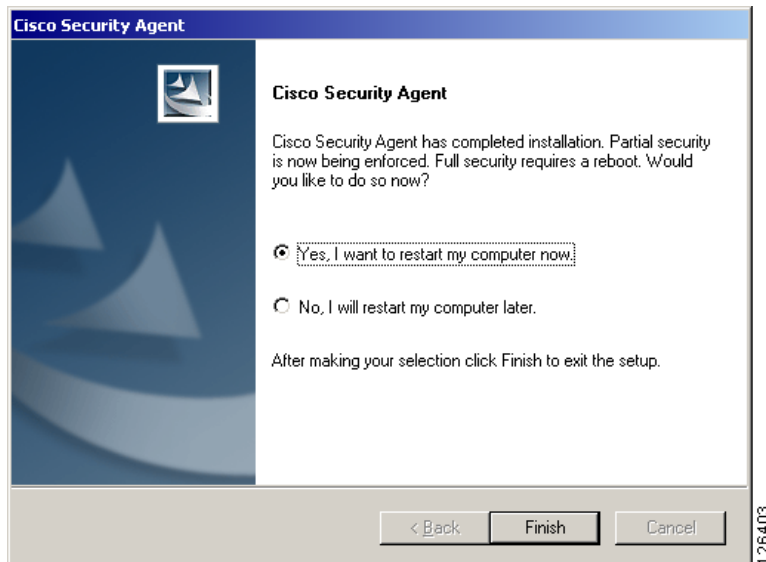 Cisco Security Agent
Cisco Security Agent
Cisco Security Agent has completed installation. Partial security
is now being enforced. Full security requires a reboot. Would
you like to do so now?
Yes, I want to restart my computer now.
No, I will restart my computer later.
After making your selection click Finish to exit the setup.
< Back
Finish
Cancel
126403